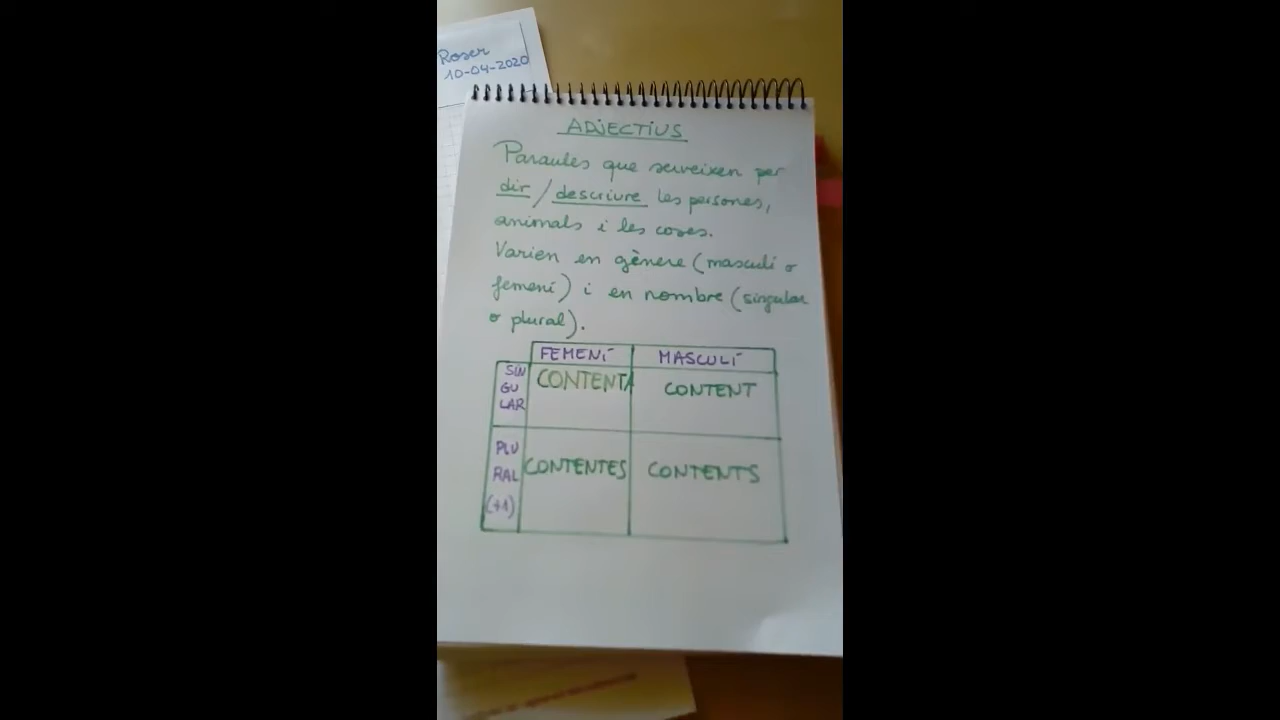 Roser
10-04-2020
ADJECTIUS
Paraules que serveixen per
dir / descriure les persones,
animals i les coses.
Varien en gènere (masculí o
femení) i en nombre (singular
o plural).
FEMENÍ MASCULÍ
SIN
GU
LAR
CONTENTA CONTENT
PLU
RAL
(+1)
CONTENTES CONTENTS